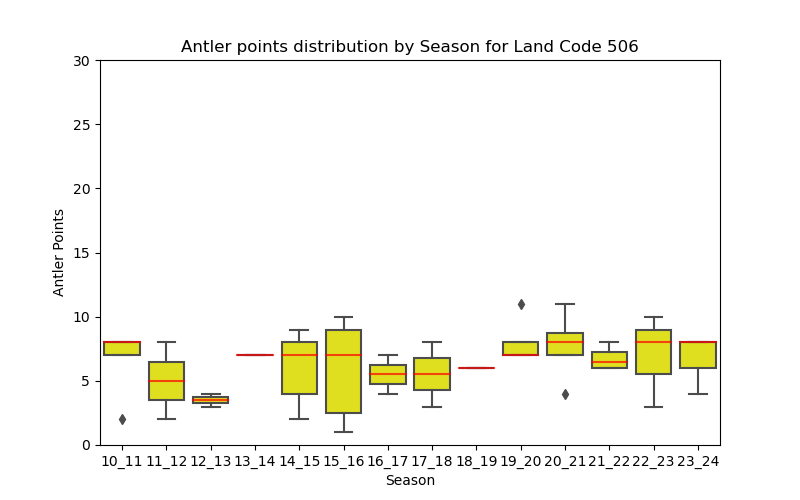 Antler points distribution by Season for Land Code 506
30
25
20
15
10
5
0
Antler Points
10_11 11_12 12_13 13_14 14_15 15_16 16_17 17_18 18_19 19_20 20_21 21_22 22_23 23_24
Season